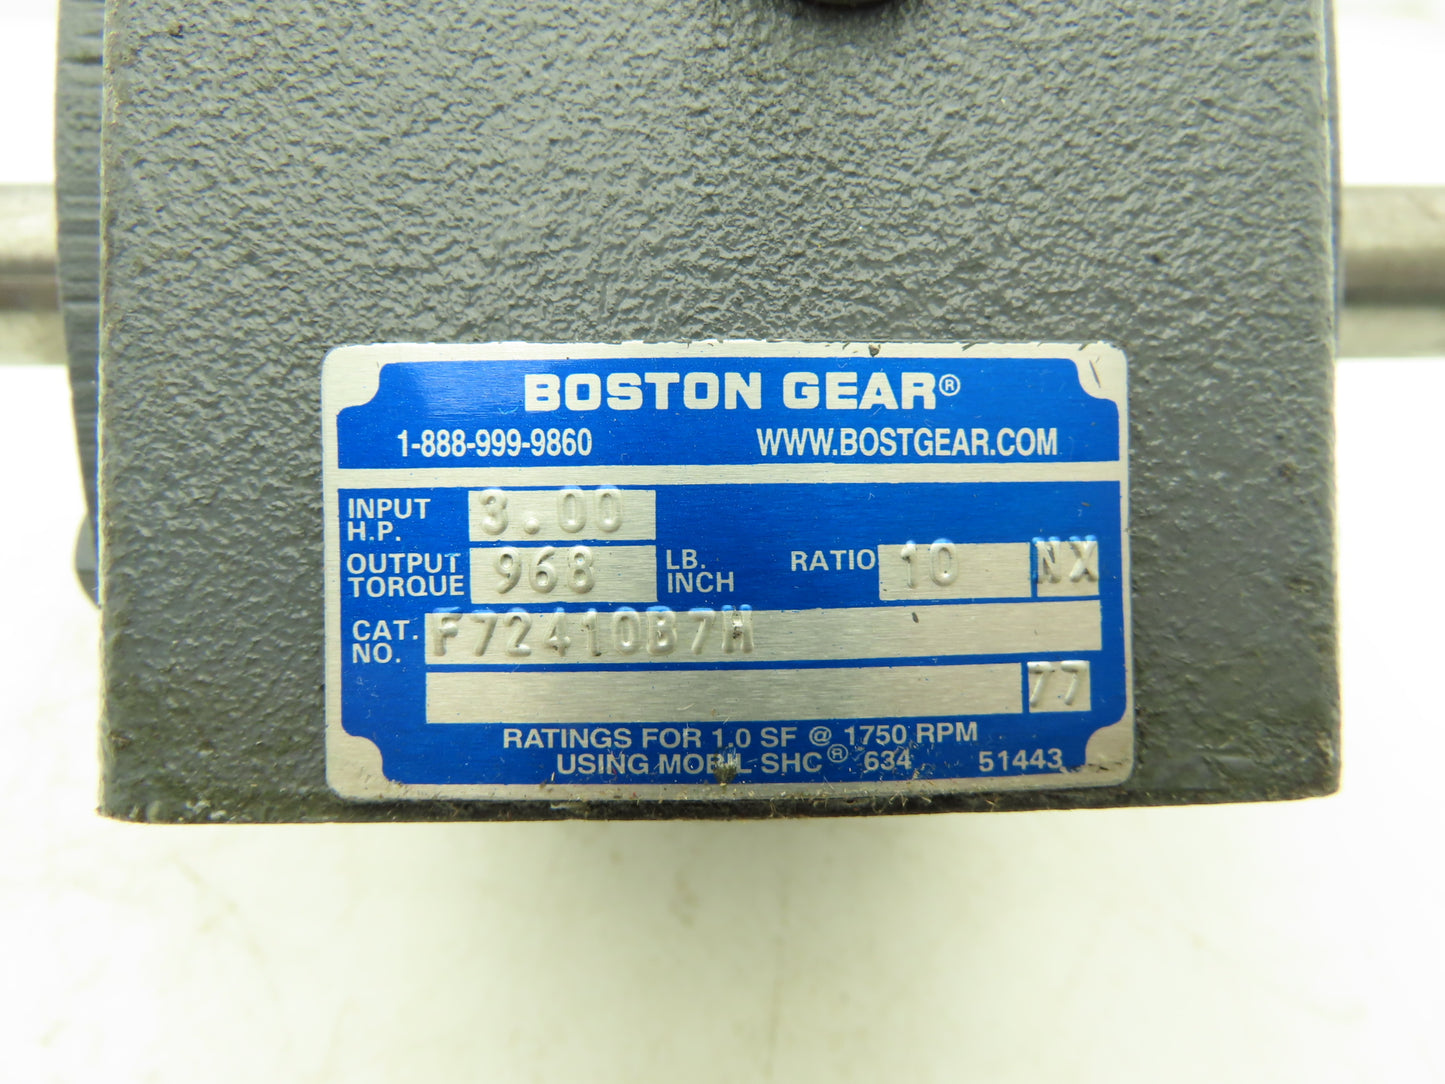 BOSTON GEAR®
1-888-999-9860 WWW.BOSTGEAR.COM
INPUT H.P. 3.00
OUTPUT TORQUE 968 LB. INCH RATIO 10 NX
CAT. NO. F72410B7H
77
RATINGS FOR 1.0 SF @ 1750 RPM
USING MOBIL SHC® 634 51443